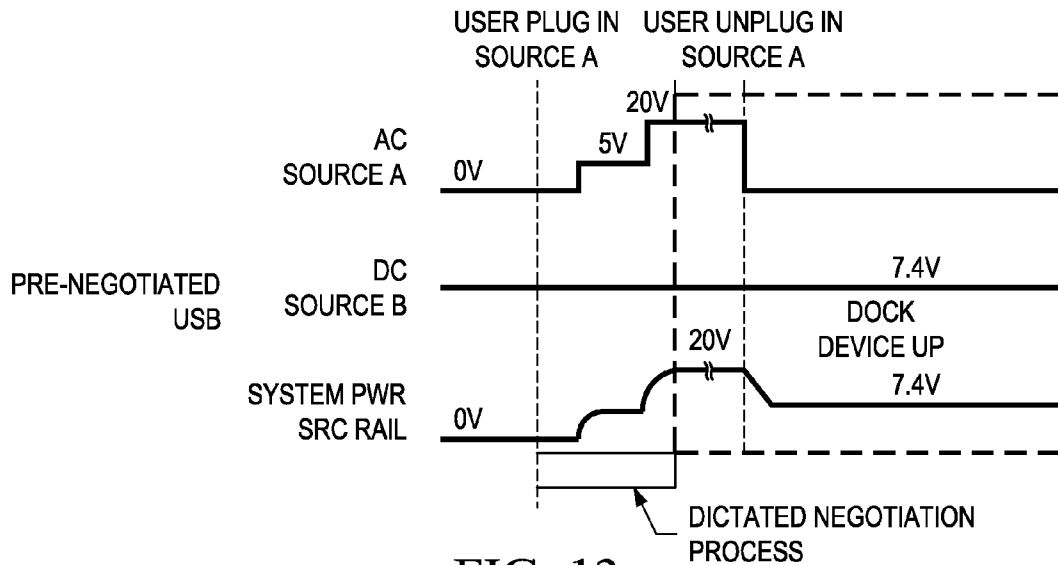 USER PLUG IN
SOURCE A
USER UNPLUG IN
SOURCE A
AC
SOURCE A
0V
5V
20V
PRE-NEGOTIATED
USB
DC
SOURCE B
7.4V
DOCK
DEVICE UP
SYSTEM PWR
SRC RAIL
0V
20V
7.4V
DICTATED NEGOTIATION
PROCESS